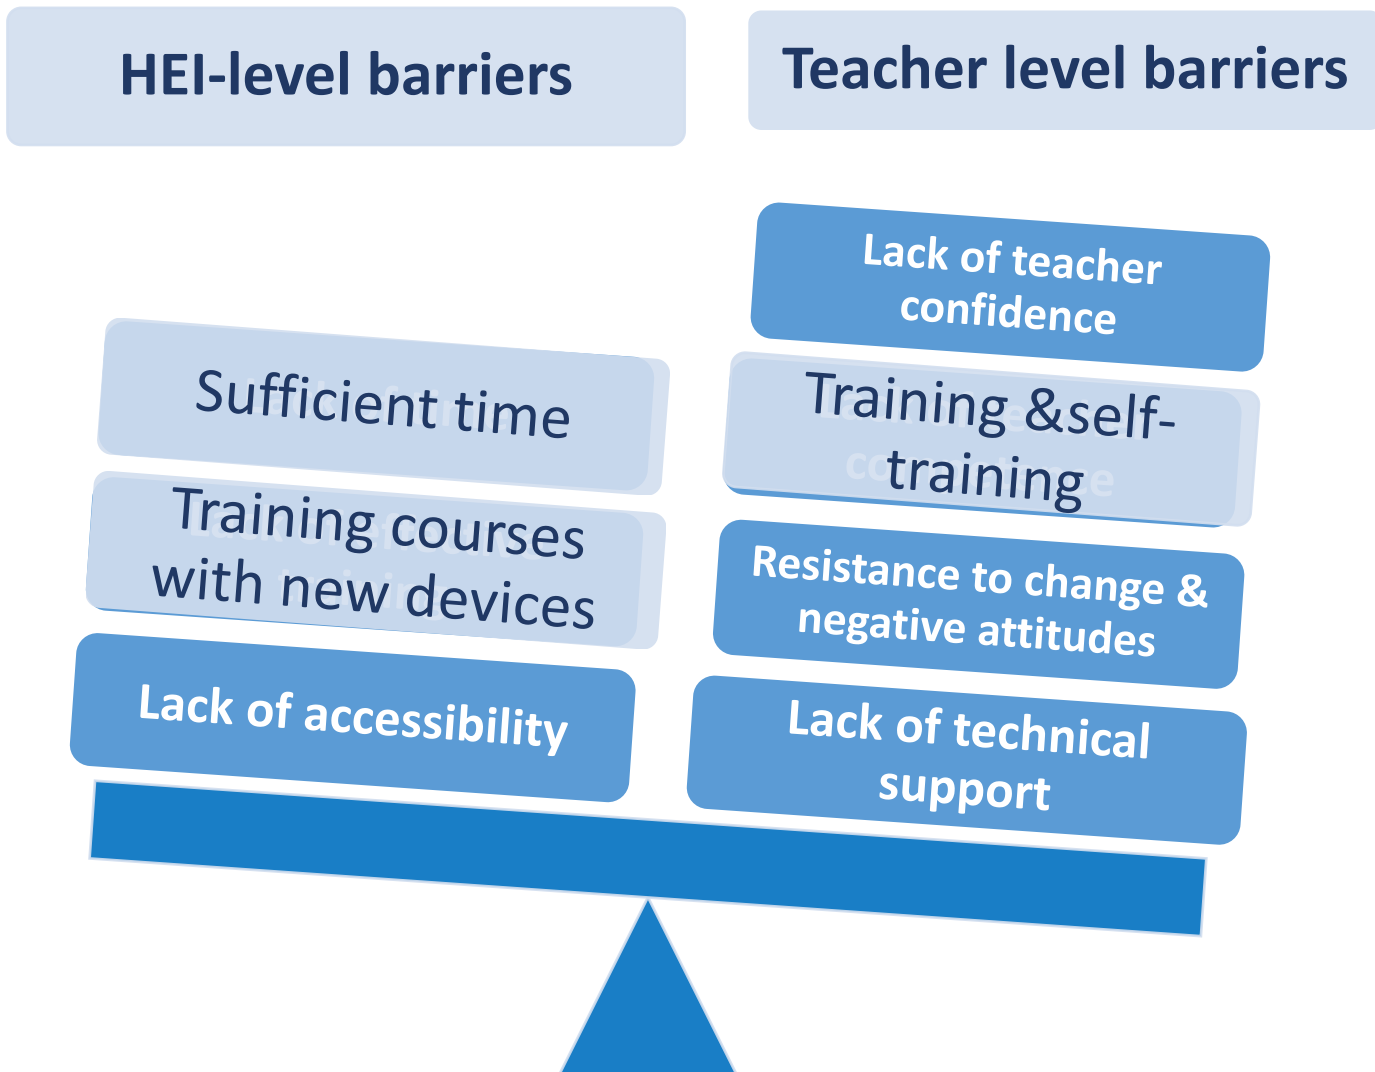 HEI-level barriers
Teacher level barriers
Sufficient time
Training courses
with new devices
Lack of accessibility
Lack of teacher
confidence
Training &self-
training
Resistance to change &
negative attitudes
Lack of technical
support